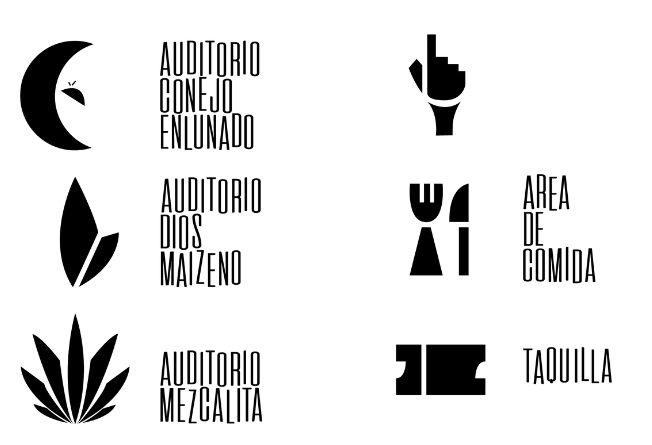 AUDITORIO
CONEJO
ENLUNADO
AUDITORIO
DIOS
MAIZENO
AUDITORIO
MEZCALITA
AREA
DE
COMIDA
TAQUILLA